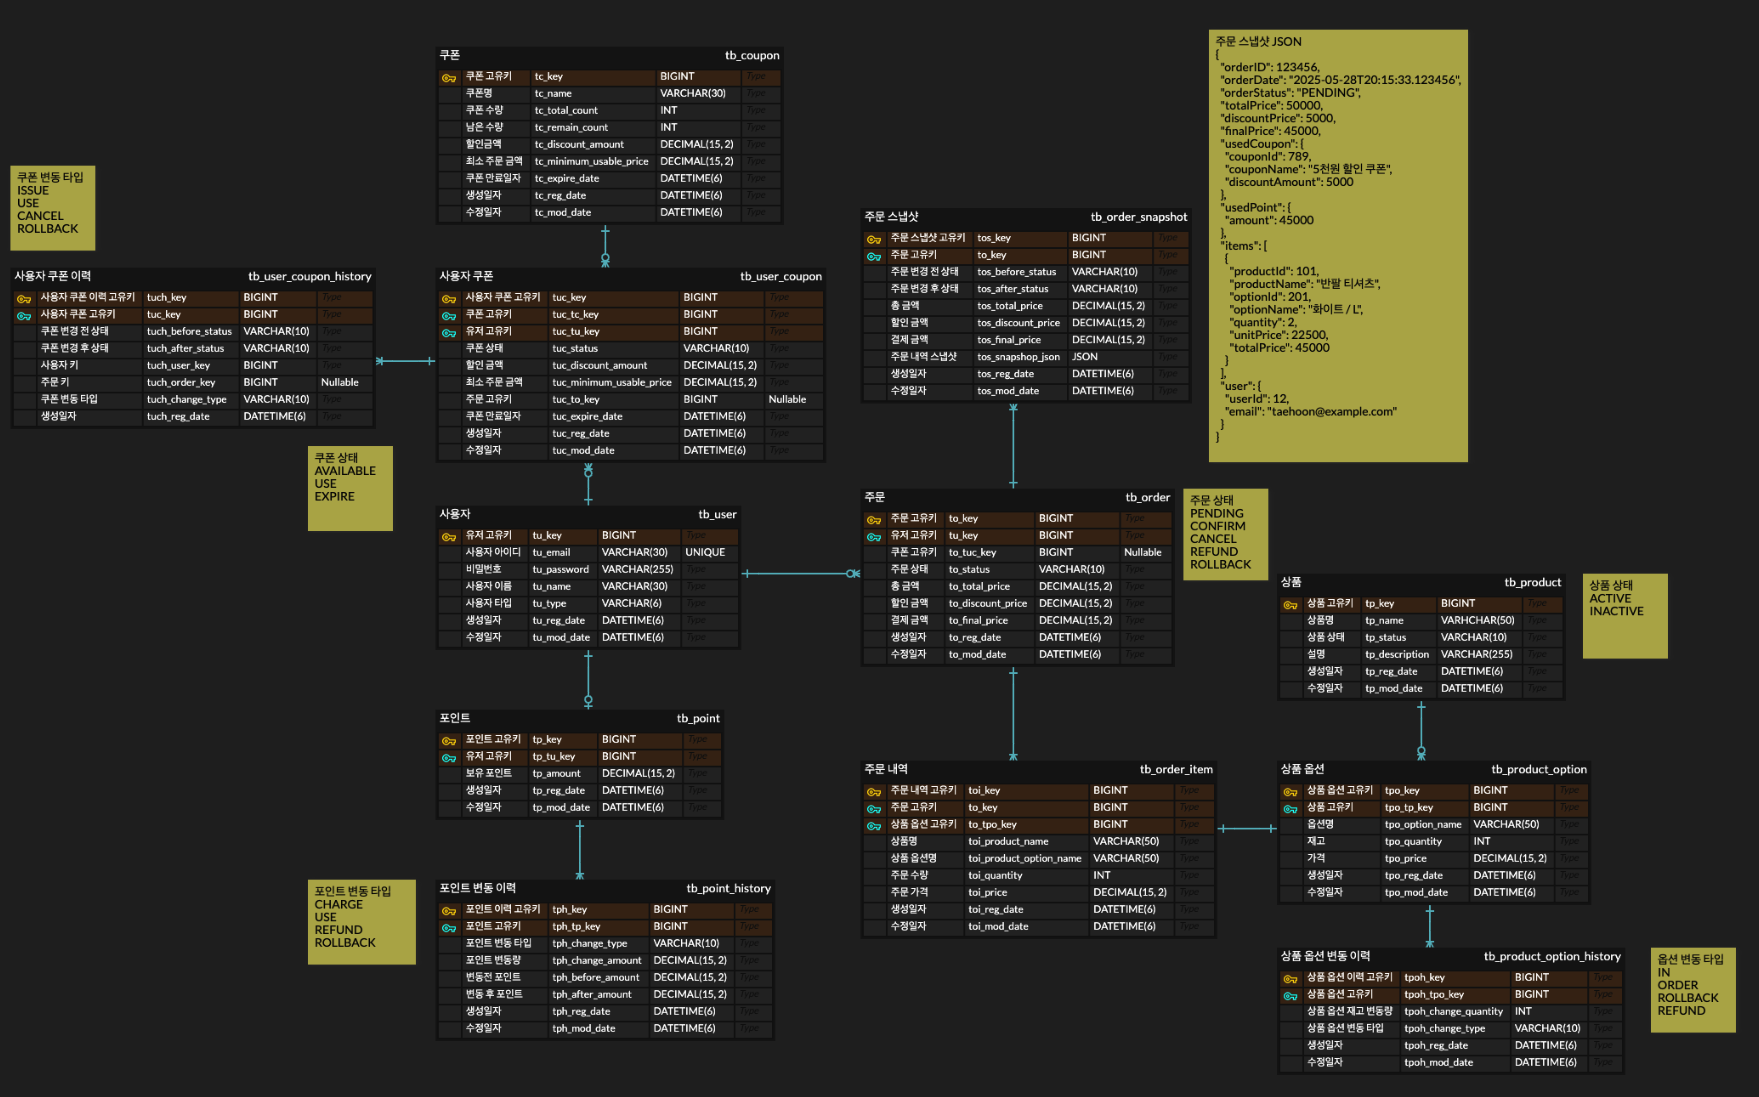 쿠폰 tb_coupon
쿠폰 고유키 tc_key BIGINT Type
쿠폰명 tc_name VARCHAR(30) Type
쿠폰 수량 tc_total_count INT Type
남은 수량 tc_remain_count INT Type
할인금액 tc_discount_amount DECIMAL(15, 2) Type
최소 주문 금액 tc_minimum_usable_price DECIMAL(15, 2) Type
쿠폰 만료일자 tc_expire_date DATETIME(6) Type
생성일자 tc_reg_date DATETIME(6) Type
수정일자 tc_mod_date DATETIME(6) Type
주문 스냅샷 JSON
{
"orderID": 123456,
"orderDate": "2025-05-28T20:15:33.123456",
"orderStatus": "PENDING",
"totalPrice": 50000,
"discountPrice": 5000,
"finalPrice": 45000,
"usedCoupon": {
"couponId": 789,
"couponName": "5천원 할인 쿠폰",
"discountAmount": 5000
},
"usedPoint": {
"amount": 45000
},
"items": [
{
"productId": 101,
"productName": "반팔 티셔츠",
"optionId": 201,
"optionName": "화이트 / L",
"quantity": 2,
"unitPrice": 22500,
"totalPrice": 45000
}
],
"user": {
"userId": 12,
"email": "taehoon@example.com"
}
}
쿠폰 변동 타입
ISSUE
USE
CANCEL
ROLLBACK
사용자 쿠폰 이력 tb_user_coupon_history
사용자 쿠폰 이력 고유키 tuch_key BIGINT Type
사용자 쿠폰 고유키 tuc_key BIGINT Type
쿠폰 변경 전 상태 tuch_before_status VARCHAR(10) Type
쿠폰 변경 후 상태 tuch_after_status VARCHAR(10) Type
사용자 키 tuch_user_key BIGINT Type
주문 키 tuch_order_key BIGINT Nullable
쿠폰 변동 타입 tuch_change_type VARCHAR(10) Type
생성일자 tuch_reg_date DATETIME(6) Type
사용자 쿠폰 tb_user_coupon
사용자 쿠폰 고유키 tuc_key BIGINT Type
쿠폰 고유키 tuc_tc_key BIGINT Type
유저 고유키 tuc_tu_key BIGINT Type
쿠폰 상태 tuc_status VARCHAR(10) Type
할인 금액 tuc_discount_amount DECIMAL(15, 2) Type
최소 주문 금액 tuc_minimum_usable_price DECIMAL(15, 2) Type
주문 고유키 tuc_to_key BIGINT Nullable
쿠폰 만료일자 tuc_expire_date DATETIME(6) Type
생성일자 tuc_reg_date DATETIME(6) Type
수정일자 tuc_mod_date DATETIME(6) Type
주문 스냅샷 tb_order_snapshot
주문 스냅샷 고유키 tos_key BIGINT Type
주문 고유키 to_key BIGINT Type
주문 변경 전 상태 tos_before_status VARCHAR(10) Type
주문 변경 후 상태 tos_after_status VARCHAR(10) Type
총 금액 tos_total_price DECIMAL(15, 2) Type
할인 금액 tos_discount_price DECIMAL(15, 2) Type
결제 금액 tos_final_price DECIMAL(15, 2) Type
주문 내역 스냅샷 tos_snapshop_json JSON Type
생성일자 tos_reg_date DATETIME(6) Type
수정일자 tos_mod_date DATETIME(6) Type
쿠폰 상태
AVAILABLE
USE
EXPIRE
사용자 tb_user
유저 고유키 tu_key BIGINT Type
사용자 아이디 tu_email VARCHAR(30) UNIQUE
비밀번호 tu_password VARCHAR(255) Type
사용자 이름 tu_name VARCHAR(30) Type
사용자 타입 tu_type VARCHAR(6) Type
생성일자 tu_reg_date DATETIME(6) Type
수정일자 tu_mod_date DATETIME(6) Type
주문 tb_order
주문 고유키 to_key BIGINT Type
유저 고유키 tu_key BIGINT Type
쿠폰 고유키 to_tuc_key BIGINT Nullable
주문 상태 to_status VARCHAR(10) Type
총 금액 to_total_price DECIMAL(15, 2) Type
할인 금액 to_discount_price DECIMAL(15, 2) Type
결제 금액 to_final_price DECIMAL(15, 2) Type
생성일자 to_reg_date DATETIME(6) Type
수정일자 to_mod_date DATETIME(6) Type
주문 상태
PENDING
CONFIRM
CANCEL
REFUND
ROLLBACK
상품 tb_product
상품 고유키 tp_key BIGINT Type
상품명 tp_name VARHCHAR(50) Type
상품 상태 tp_status VARCHAR(10) Type
설명 tp_description VARCHAR(255) Type
생성일자 tp_reg_date DATETIME(6) Type
수정일자 tp_mod_date DATETIME(6) Type
상품 상태
ACTIVE
INACTIVE
포인트 tb_point
포인트 고유키 tp_key BIGINT Type
유저 고유키 tp_tu_key BIGINT Type
보유 포인트 tp_amount DECIMAL(15, 2) Type
생성일자 tp_reg_date DATETIME(6) Type
수정일자 tp_mod_date DATETIME(6) Type
주문 내역 tb_order_item
주문 내역 고유키 toi_key BIGINT Type
주문 고유키 to_key BIGINT Type
상품 옵션 고유키 to_tpo_key BIGINT Type
상품명 toi_product_name VARCHAR(50) Type
상품 옵션명 toi_product_option_name VARCHAR(50) Type
주문 수량 toi_quantity INT Type
주문 가격 toi_price DECIMAL(15, 2) Type
생성일자 toi_reg_date DATETIME(6) Type
수정일자 toi_mod_date DATETIME(6) Type
상품 옵션 tb_product_option
상품 옵션 고유키 tpo_key BIGINT Type
상품 고유키 tpo_tp_key BIGINT Type
옵션명 tpo_option_name VARCHAR(50) Type
재고 tpo_quantity INT Type
가격 tpo_price DECIMAL(15, 2) Type
생성일자 tpo_reg_date DATETIME(6) Type
수정일자 tpo_mod_date DATETIME(6) Type
포인트 변동 타입
CHARGE
USE
REFUND
ROLLBACK
포인트 변동 이력 tb_point_history
포인트 이력 고유키 tph_key BIGINT Type
포인트 고유키 tph_tp_key BIGINT Type
포인트 변동 타입 tph_change_type VARCHAR(10) Type
포인트 변동량 tph_change_amount DECIMAL(15, 2) Type
변동전 포인트 tph_before_amount DECIMAL(15, 2) Type
변동 후 포인트 tph_after_amount DECIMAL(15, 2) Type
생성일자 tph_reg_date DATETIME(6) Type
수정일자 tph_mod_date DATETIME(6) Type
상품 옵션 변동 이력 tb_product_option_history
상품 옵션 이력 고유키 tpoh_key BIGINT Type
상품 옵션 고유키 tpoh_tpo_key BIGINT Type
상품 옵션 재고 변동량 tpoh_change_quantity INT Type
상품 옵션 변동 타입 tpoh_change_type VARCHAR(10) Type
생성일자 tpoh_reg_date DATETIME(6) Type
수정일자 tpoh_mod_date DATETIME(6) Type
옵션 변동 타입
IN
ORDER
ROLLBACK
REFUND